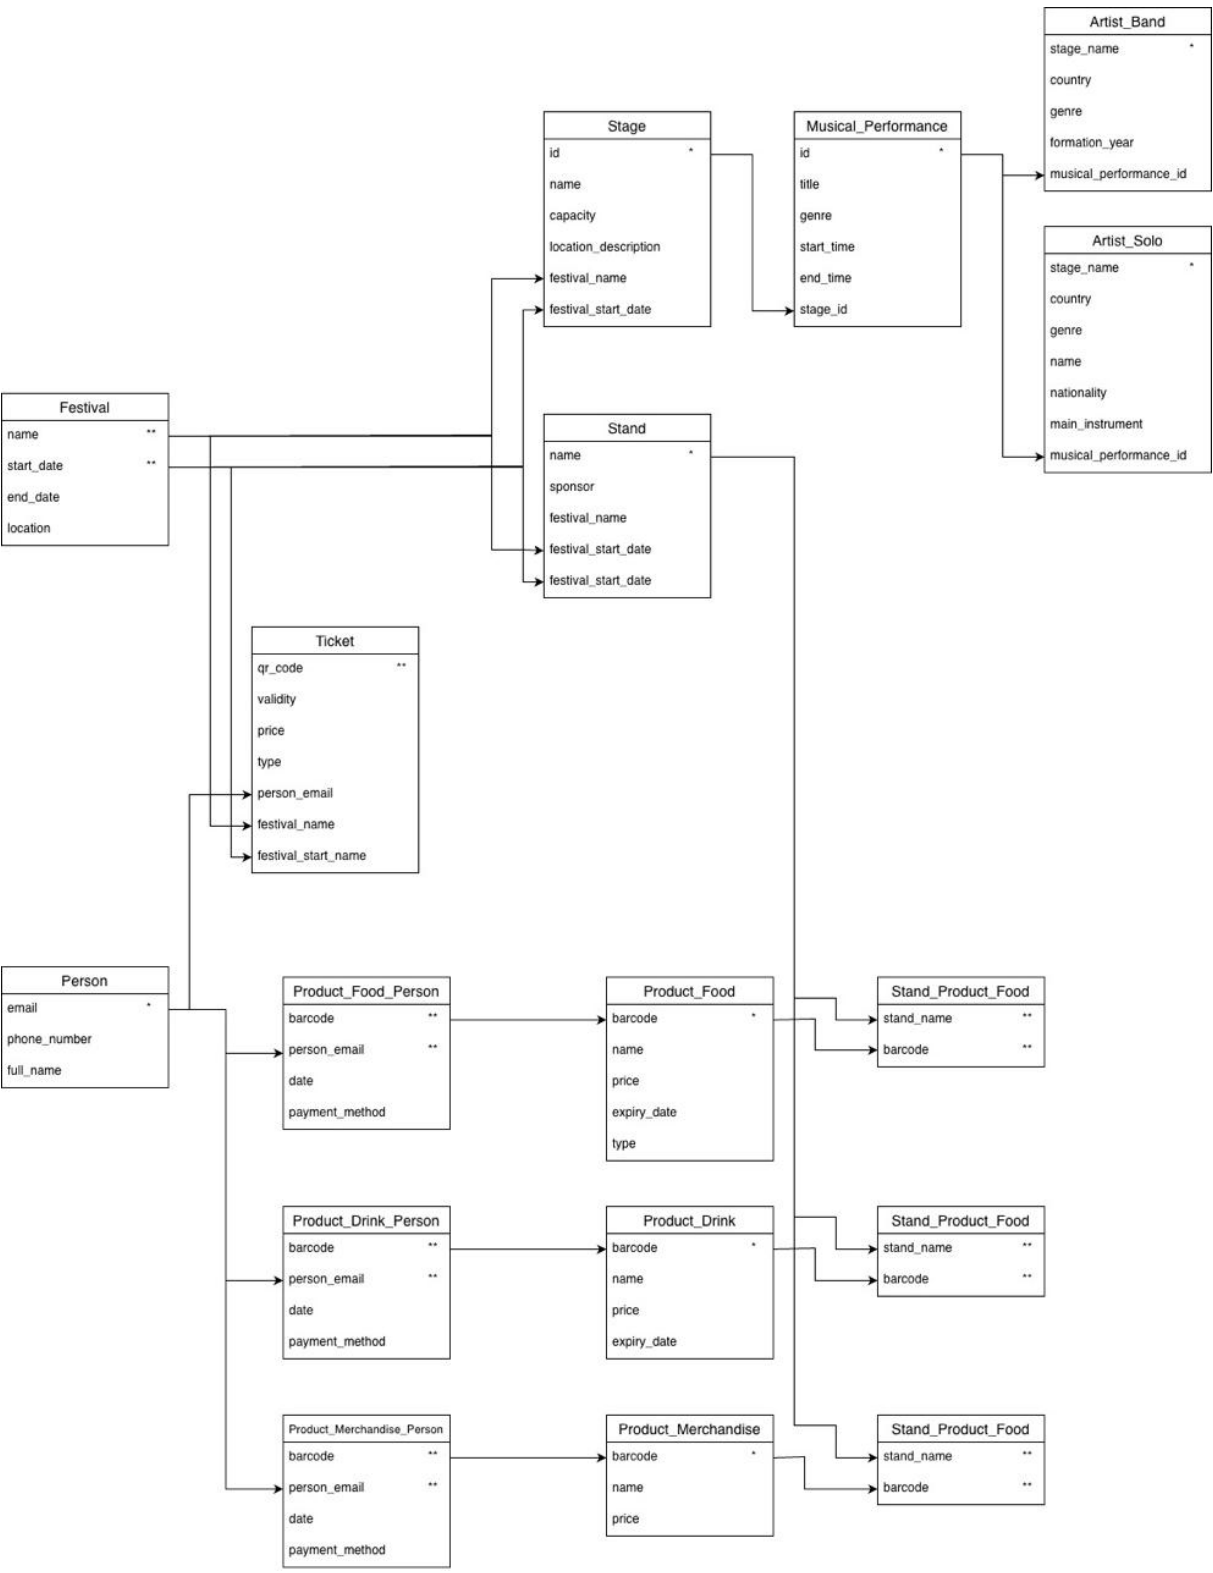 Artist_Band
stage_name *
country
genre
formation_year
musical_performance_id
Stage
id *
name
capacity
location_description
festival_name
festival_start_date
Musical_Performance
id *
title
genre
start_time
end_time
stage_id
Artist_Solo
stage_name *
country
genre
name
nationality
main_instrument
musical_performance_id
Festival
name **
start_date **
end_date
location
Stand
name *
sponsor
festival_name
festival_start_date
festival_start_date
Ticket
qr_code **
validity
price
type
person_email
festival_name
festival_start_name
Person
email *
phone_number
full_name
Product_Food_Person
barcode **
person_email **
date
payment_method
Product_Food
barcode *
name
price
expiry_date
type
Stand_Product_Food
stand_name **
barcode **
Product_Drink_Person
barcode **
person_email **
date
payment_method
Product_Drink
barcode *
name
price
expiry_date
Stand_Product_Food
stand_name **
barcode **
Product_Merchandise_Person
barcode **
person_email **
date
payment_method
Product_Merchandise
barcode *
name
price
Stand_Product_Food
stand_name **
barcode **